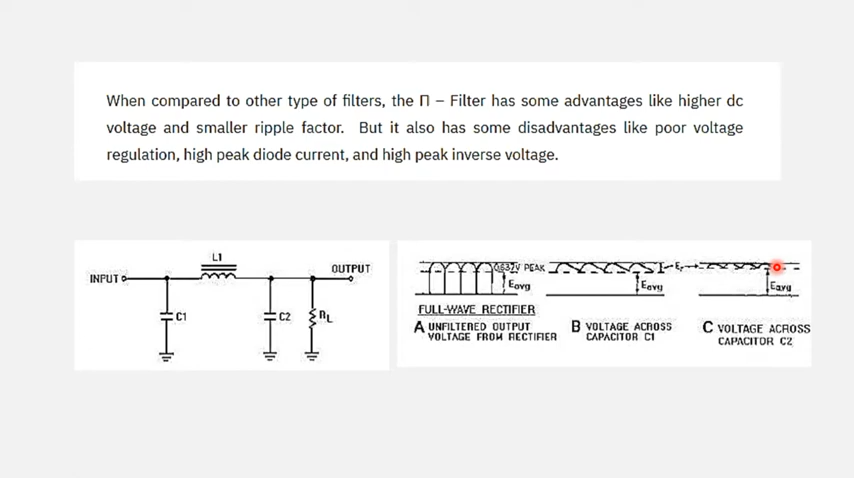 When compared to other type of filters, the Π – Filter has some advantages like higher dc
voltage and smaller ripple factor. But it also has some disadvantages like poor voltage
regulation, high peak diode current, and high peak inverse voltage.
L1
INPUT
OUTPUT
C1
C2
RL
0.637V PEAK
Er
Eavg
Eavg
Eavg
FULL-WAVE RECTIFIER
A UNFILTERED OUTPUT
VOLTAGE FROM RECTIFIER
B VOLTAGE ACROSS
CAPACITOR C1
C VOLTAGE ACROSS
CAPACITOR C2